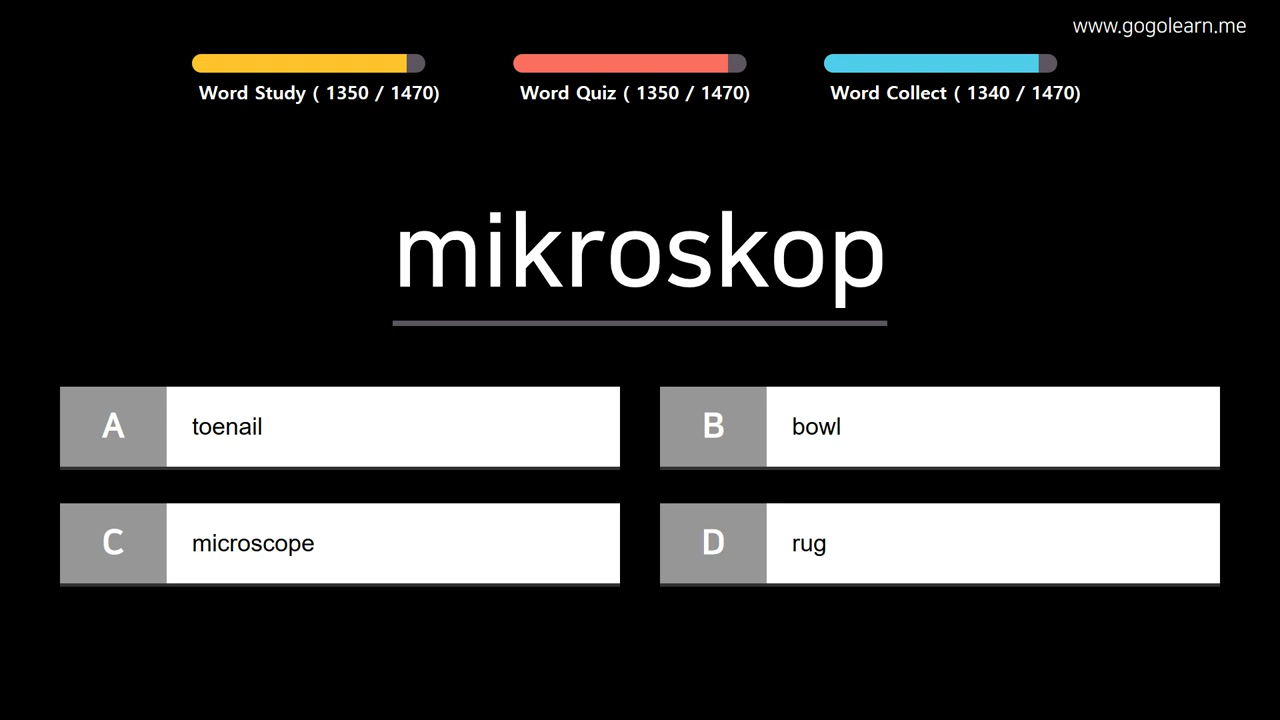 www.gogolearn.me
Word Study ( 1350 / 1470)
Word Quiz ( 1350 / 1470)
Word Collect ( 1340 / 1470)
mikroskop
A toenail
B bowl
C microscope
D rug